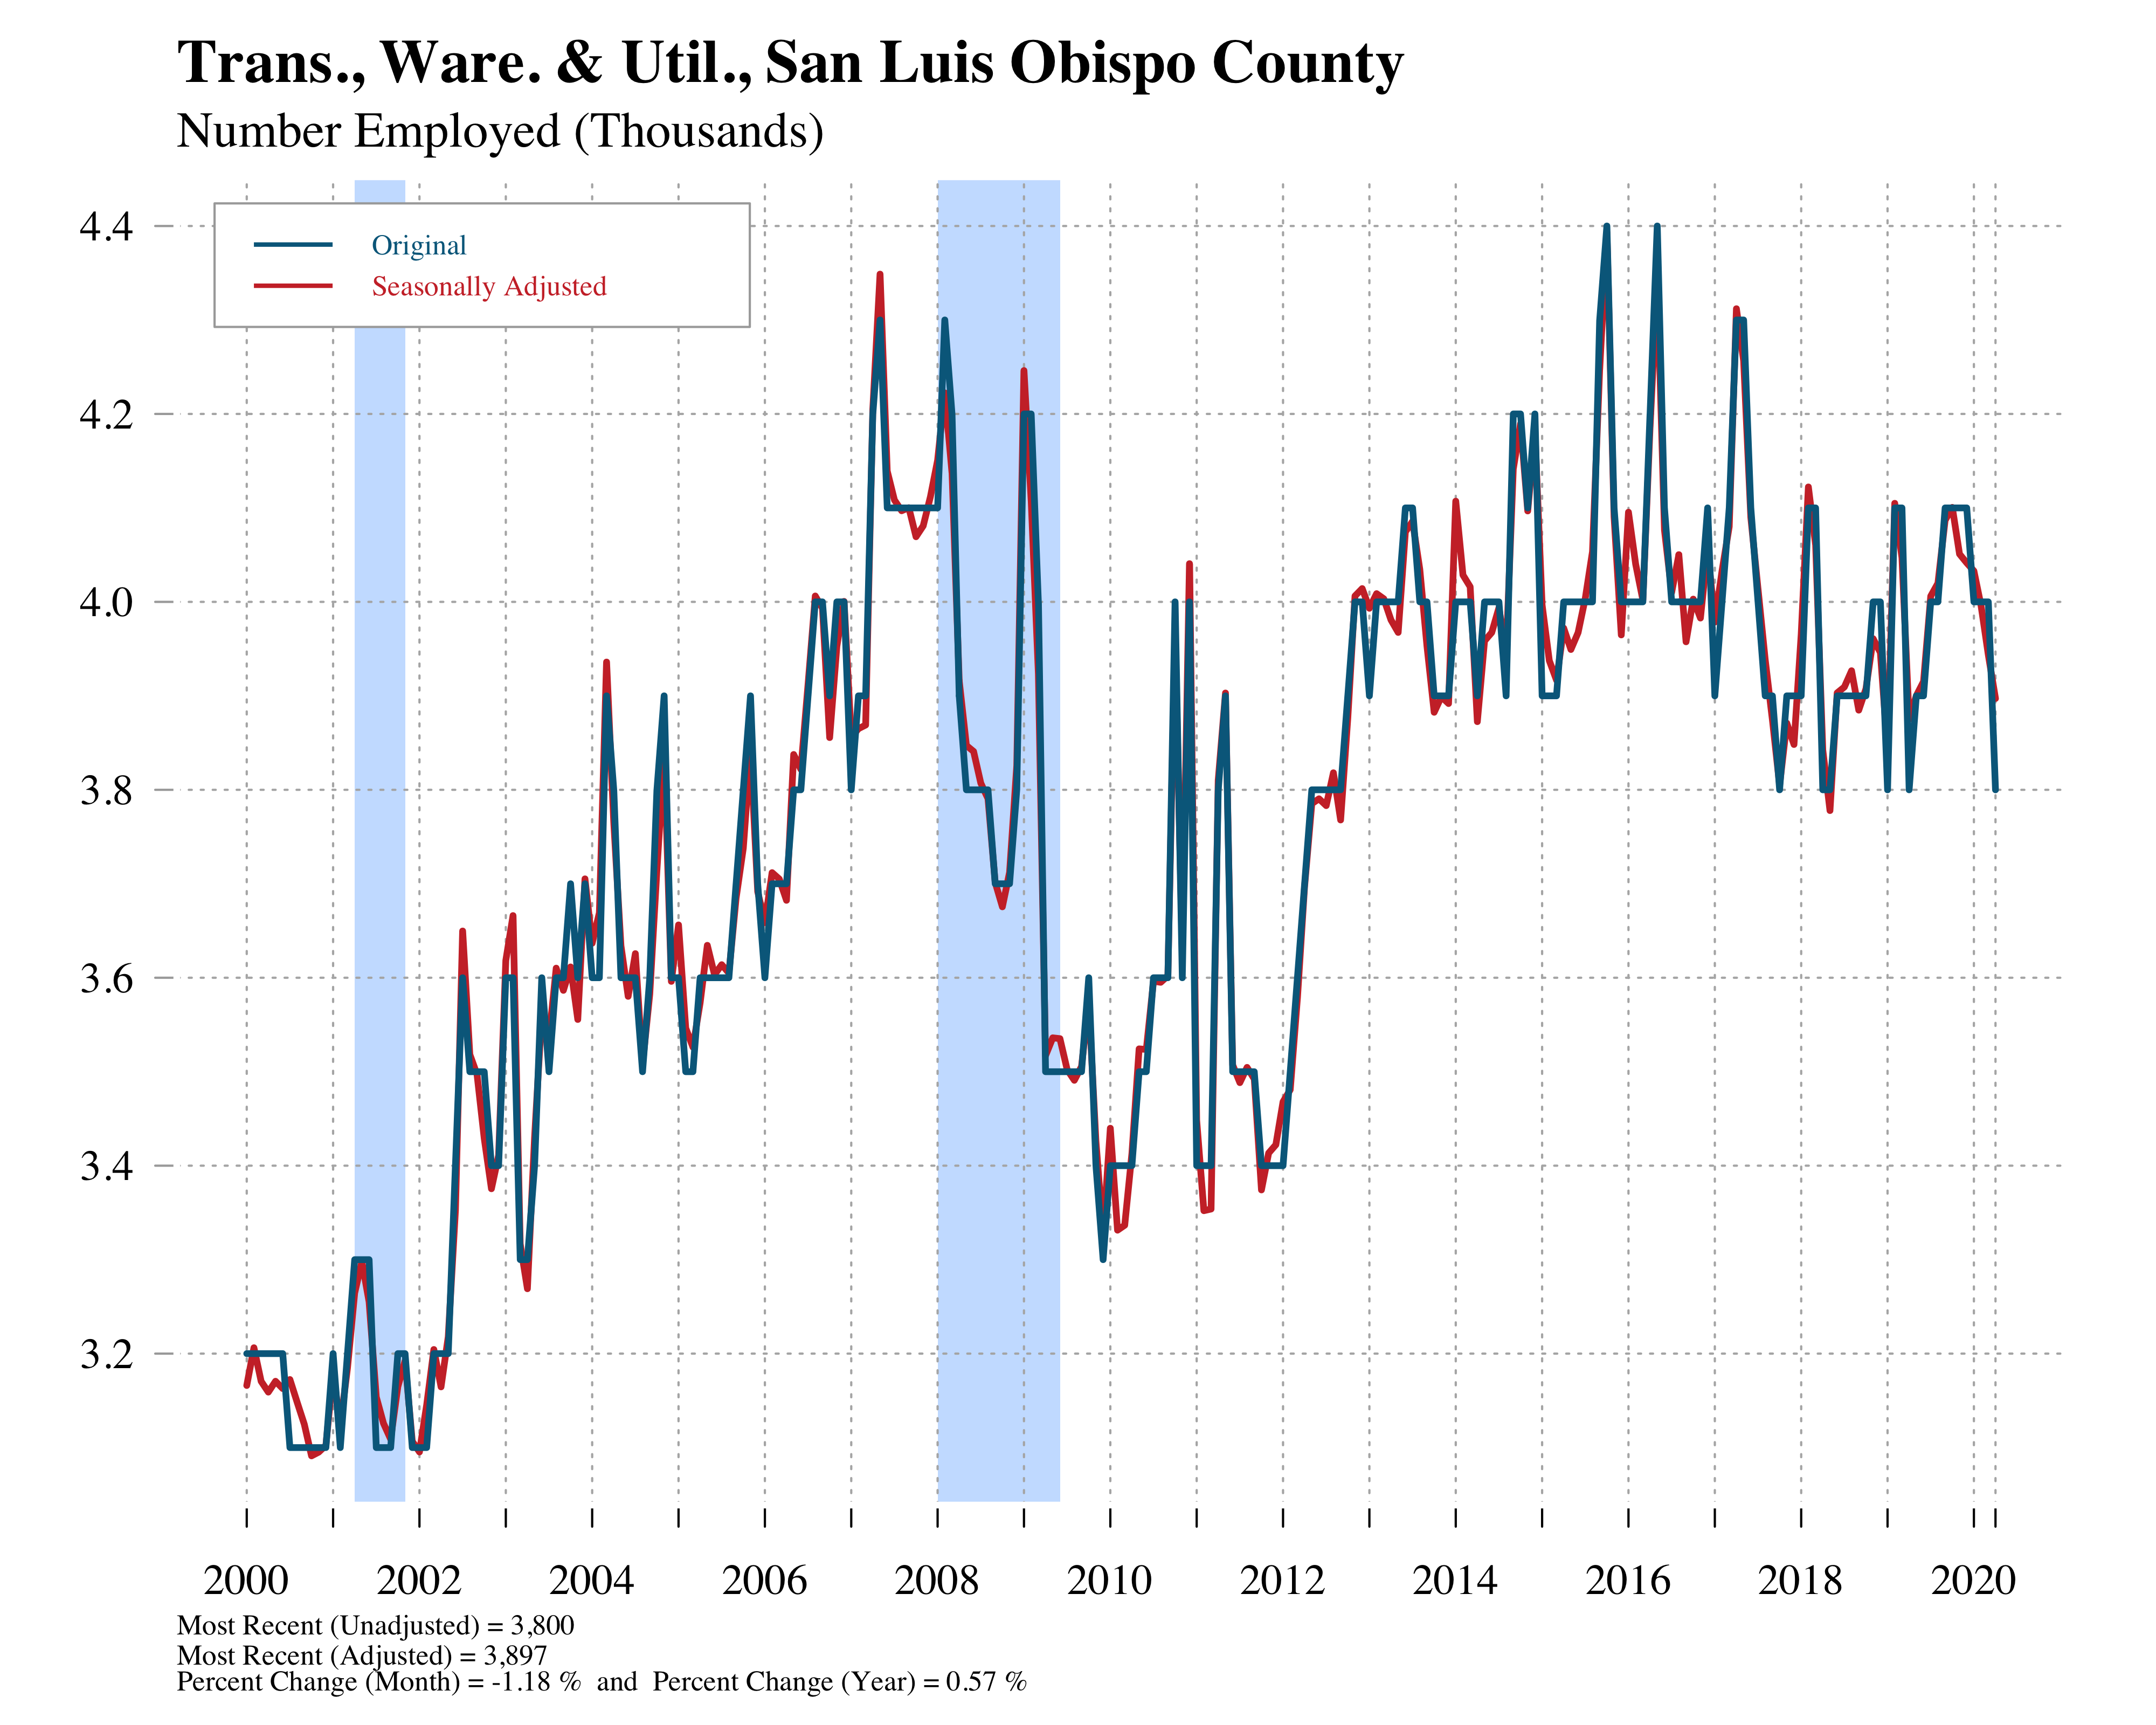 Trans., Ware. & Util., San Luis Obispo County
Number Employed (Thousands)
Original
Seasonally Adjusted
4.4
4.2
4.0
3.8
3.6
3.4
3.2
2000 2002 2004 2006 2008 2010 2012 2014 2016 2018 2020
Most Recent (Unadjusted) = 3,800
Most Recent (Adjusted) = 3,897
Percent Change (Month) = -1.18 % and Percent Change (Year) = 0.57 %